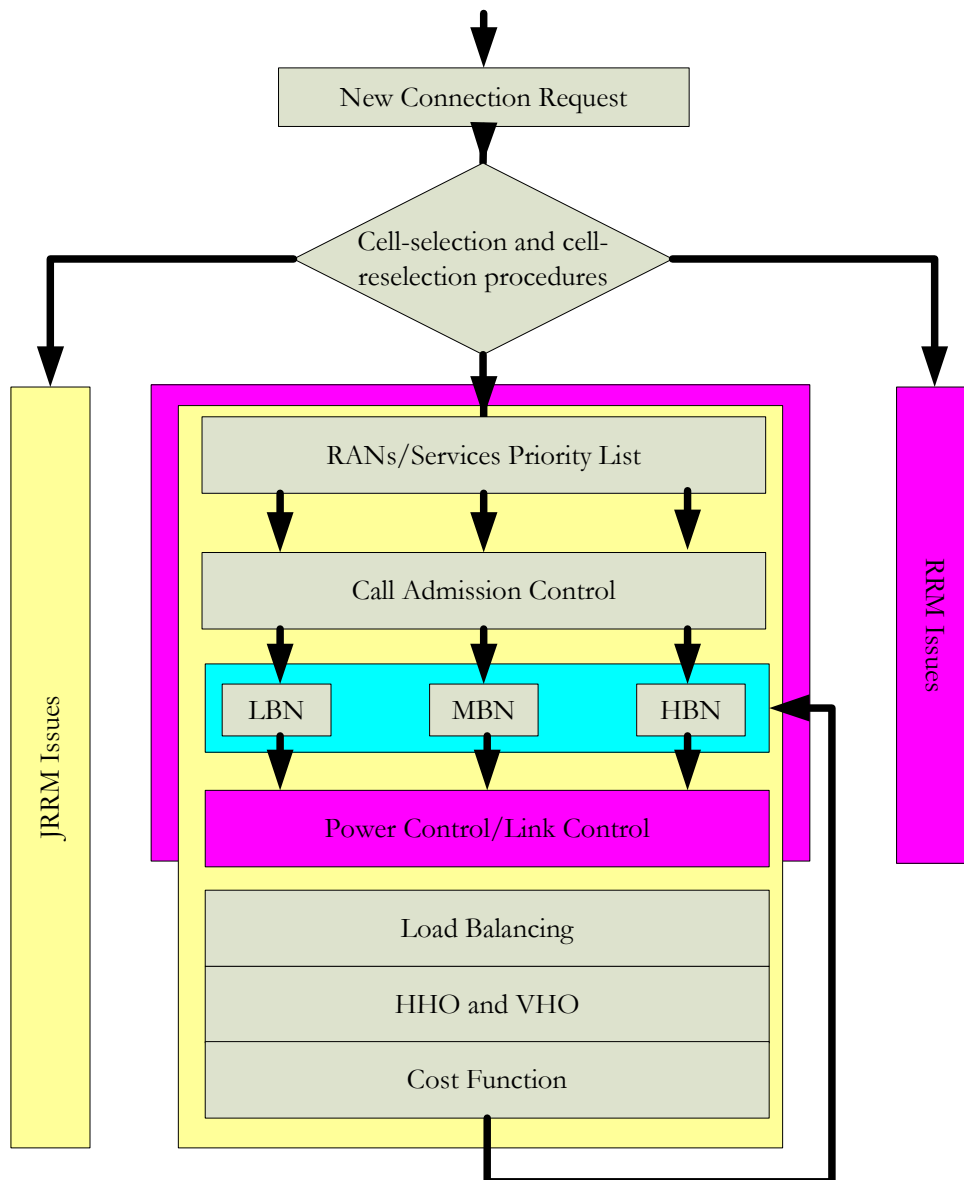 New Connection Request
Cell-selection and cell-
reselection procedures
RANs/Services Priority List
Call Admission Control
LBN
MBN
HBN
Power Control/Link Control
Load Balancing
HHO and VHO
Cost Function
JRRM Issues
RRM Issues